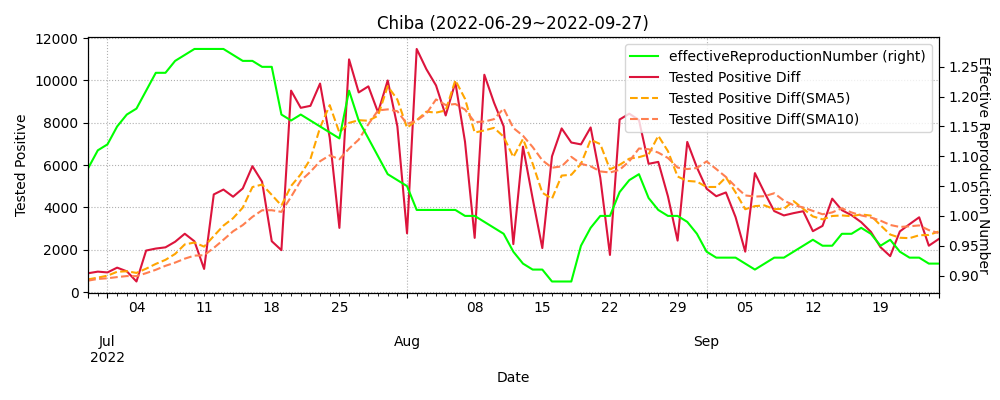 Chiba (2022-06-29~2022-09-27)
effectiveReproductionNumber (right)
Tested Positive Diff
Tested Positive Diff(SMA5)
Tested Positive Diff(SMA10)
Tested Positive
12000
10000
8000
6000
4000
2000
0
Effective Reproduction Number
1.25
1.20
1.15
1.10
1.05
1.00
0.95
0.90
04 11 18 25 08 15 22 29 05 12 19
Jul Aug Sep
2022
Date